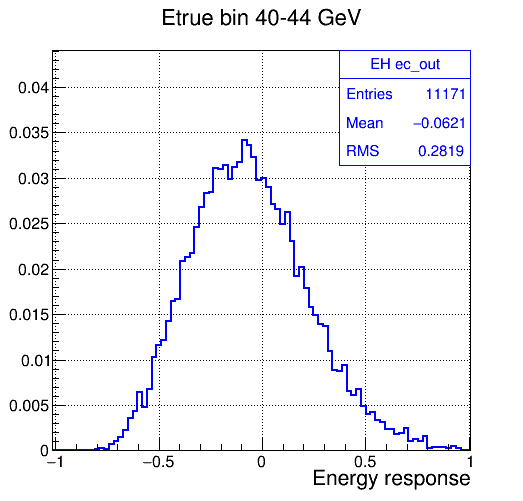 Etrue bin 40-44 GeV
EH ec_out
Entries 11171
Mean −0.0621
RMS 0.2819
0.04
0.035
0.03
0.025
0.02
0.015
0.01
0.005
0
−1 −0.5 0 0.5 1
Energy response